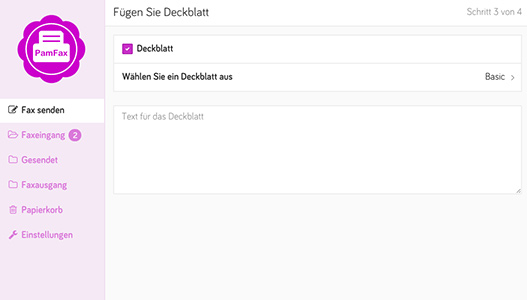 PamFax
Fax senden
Faxeingang 2
Gesendet
Faxausgang
Papierkorb
Einstellungen
Fügen Sie Deckblatt
Schritt 3 von 4
Deckblatt
Wählen Sie ein Deckblatt aus
Basic
Text fur das Deckblatt